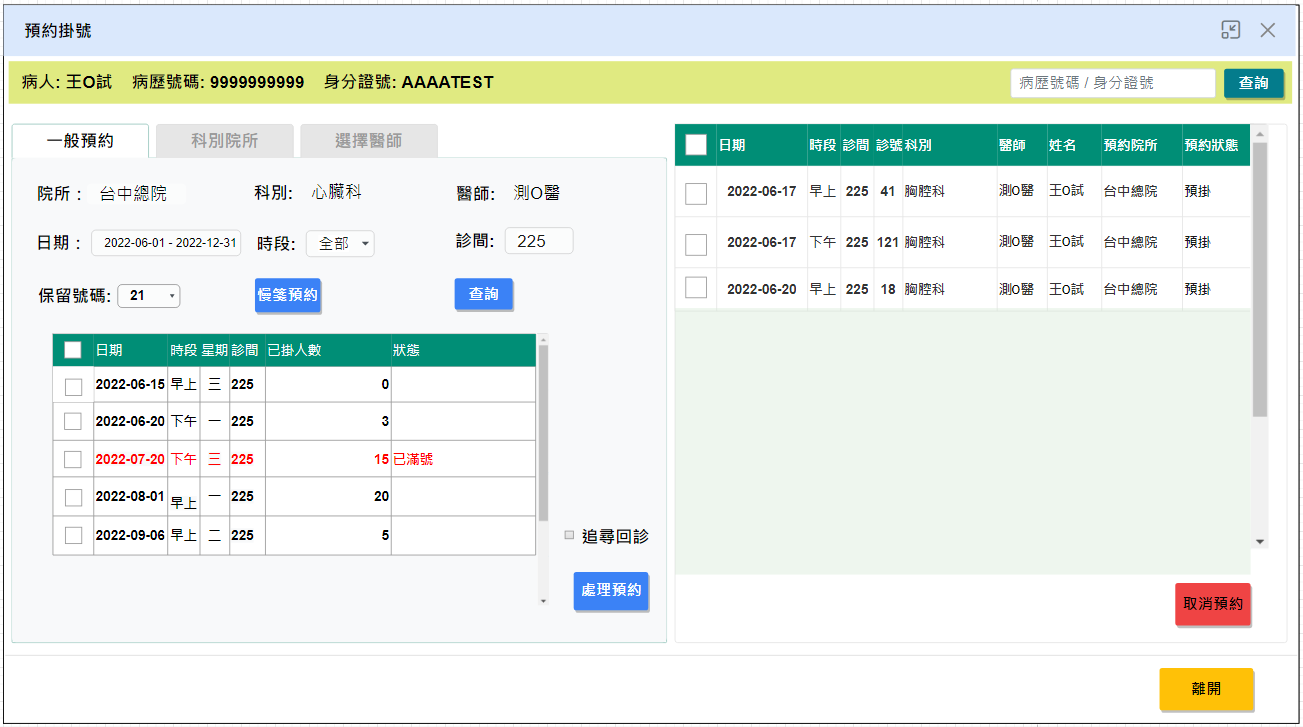 預約掛號
病人: 王O試 病歷號碼: 9999999999 身分證號: AAAATEST
病歷號碼 / 身分證號
查詢
一般預約 科別院所 選擇醫師
院所 : 台中總院 科別: 心臟科 醫師: 測O醫
日期 : 2022-06-01 - 2022-12-31 時段: 全部 診間: 225
保留號碼: 21 慢箋預約 查詢
日期 時段 星期 診間 已掛人數 狀態
2022-06-15 早上 三 225 0
2022-06-20 下午 一 225 3
2022-07-20 下午 三 225 15 已滿號
2022-08-01 早上 一 225 20
2022-09-06 早上 二 225 5
追尋回診
處理預約
日期 時段 診間 診號 科別 醫師 姓名 預約院所 預約狀態
2022-06-17 早上 225 41 胸腔科 測O醫 王O試 台中總院 預掛
2022-06-17 下午 225 121 胸腔科 測O醫 王O試 台中總院 預掛
2022-06-20 早上 225 18 胸腔科 測O醫 王O試 台中總院 預掛
取消預約
離開